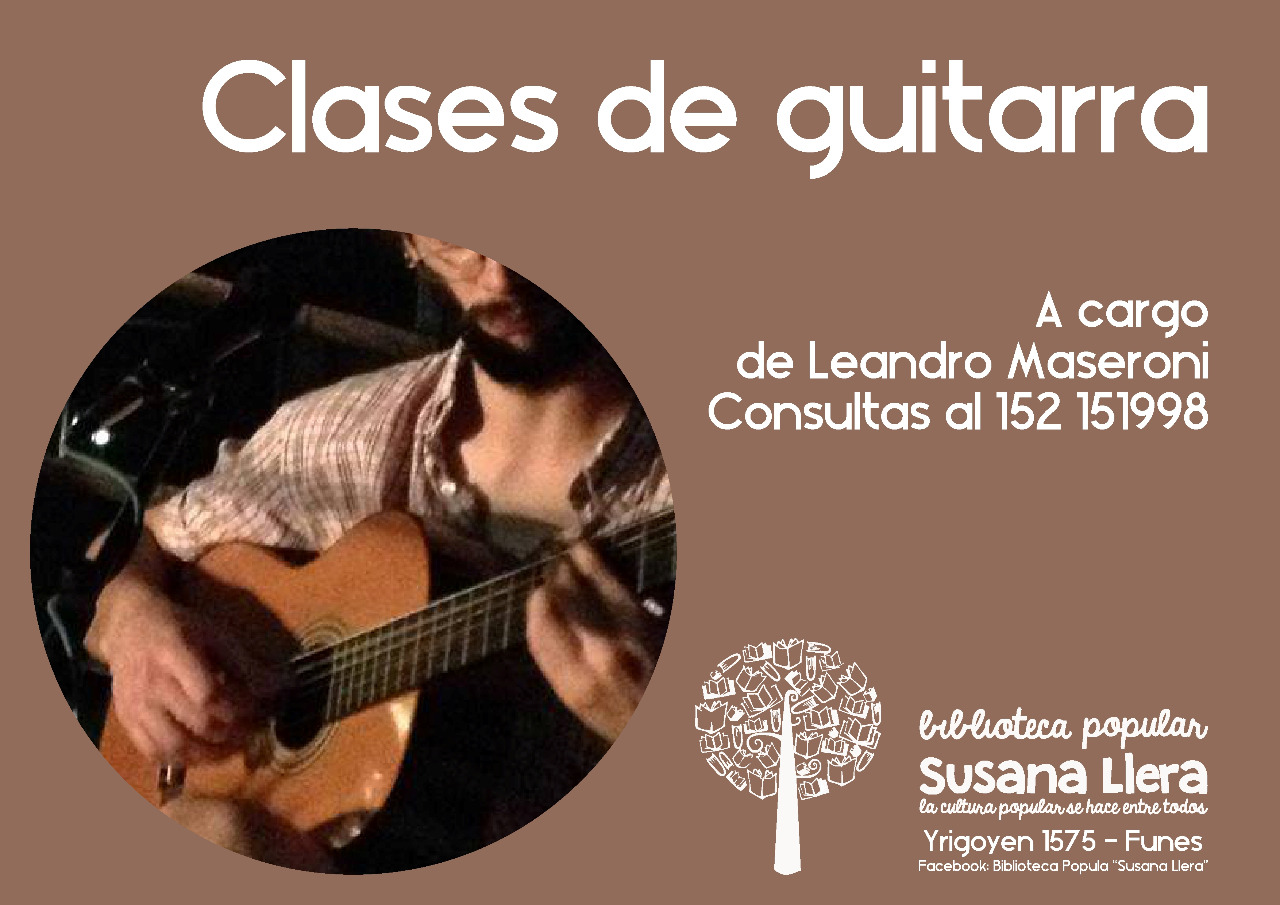 Clases de guitarra
A cargo
de Leandro Maseroni
Consultas al 152 151998
biblioteca popular
Susana Llera
la cultura popular se hace entre todos
Yrigoyen 1575 - Funes
Facebook: Biblioteca Popula "Susana Llera"